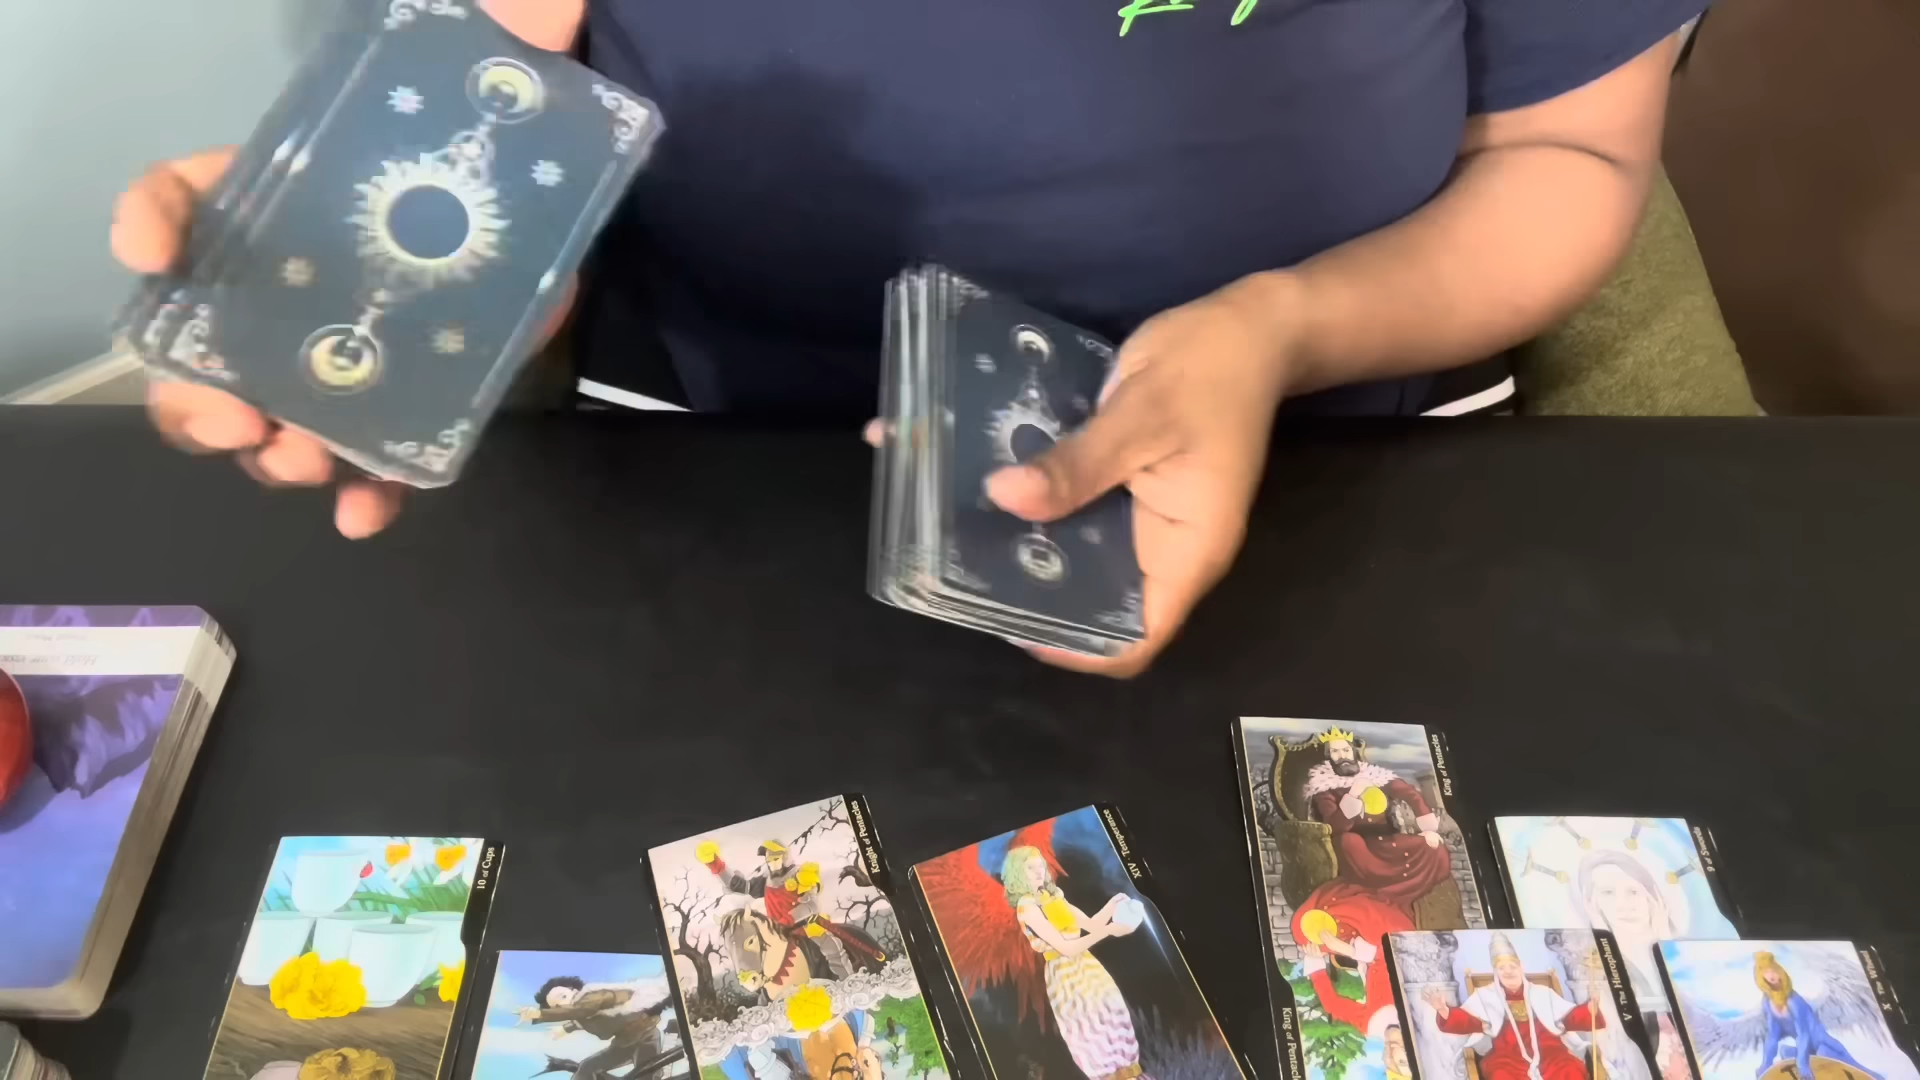 10 of Cups
Knight of Pentacles
XIV - Temperance
King of Pentacles
King of Pentacles
9 of Swords
V The Hierophant
X The Wheel